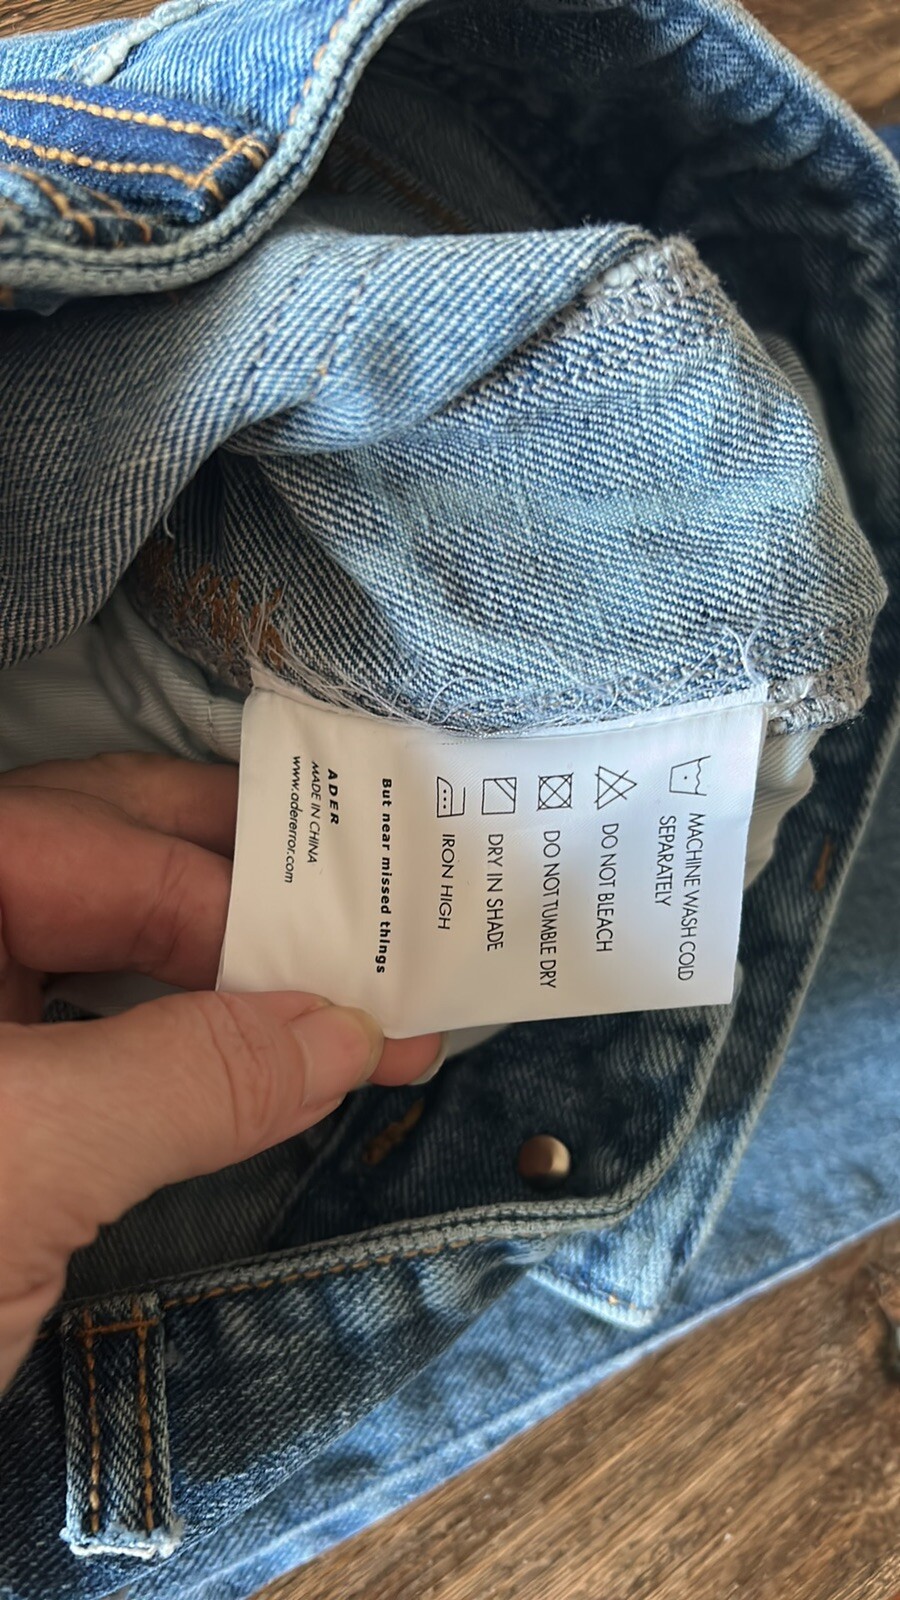 MACHINE WASH COLD
SEPARATELY
DO NOT BLEACH
DO NOT TUMBLE DRY
DRY IN SHADE
IRON HIGH
But near missed things
ADER
MADE IN CHINA
www.adererror.com